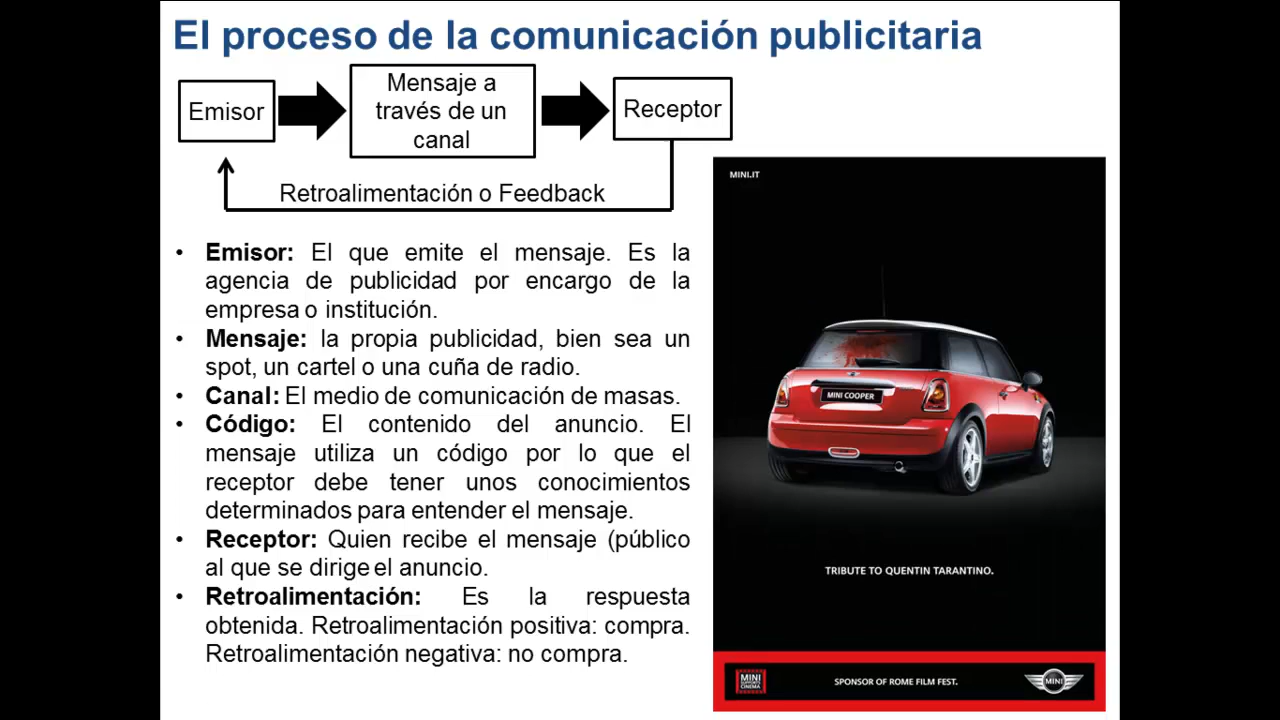 El proceso de la comunicación publicitaria
Emisor
Mensaje a
través de un
canal
Receptor
Retroalimentación o Feedback
• Emisor: El que emite el mensaje. Es la
agencia de publicidad por encargo de la
empresa o institución.
• Mensaje: la propia publicidad, bien sea un
spot, un cartel o una cuña de radio.
• Canal: El medio de comunicación de masas.
• Código: El contenido del anuncio. El
mensaje utiliza un código por lo que el
receptor debe tener unos conocimientos
determinados para entender el mensaje.
• Receptor: Quien recibe el mensaje (público
al que se dirige el anuncio.
• Retroalimentación: Es la respuesta
obtenida. Retroalimentación positiva: compra.
Retroalimentación negativa: no compra.
MINI.IT
MINI COOPER
TRIBUTE TO QUENTIN TARANTINO.
MINI
SUPPORTS
CINEMA
SPONSOR OF ROME FILM FEST.
MINI